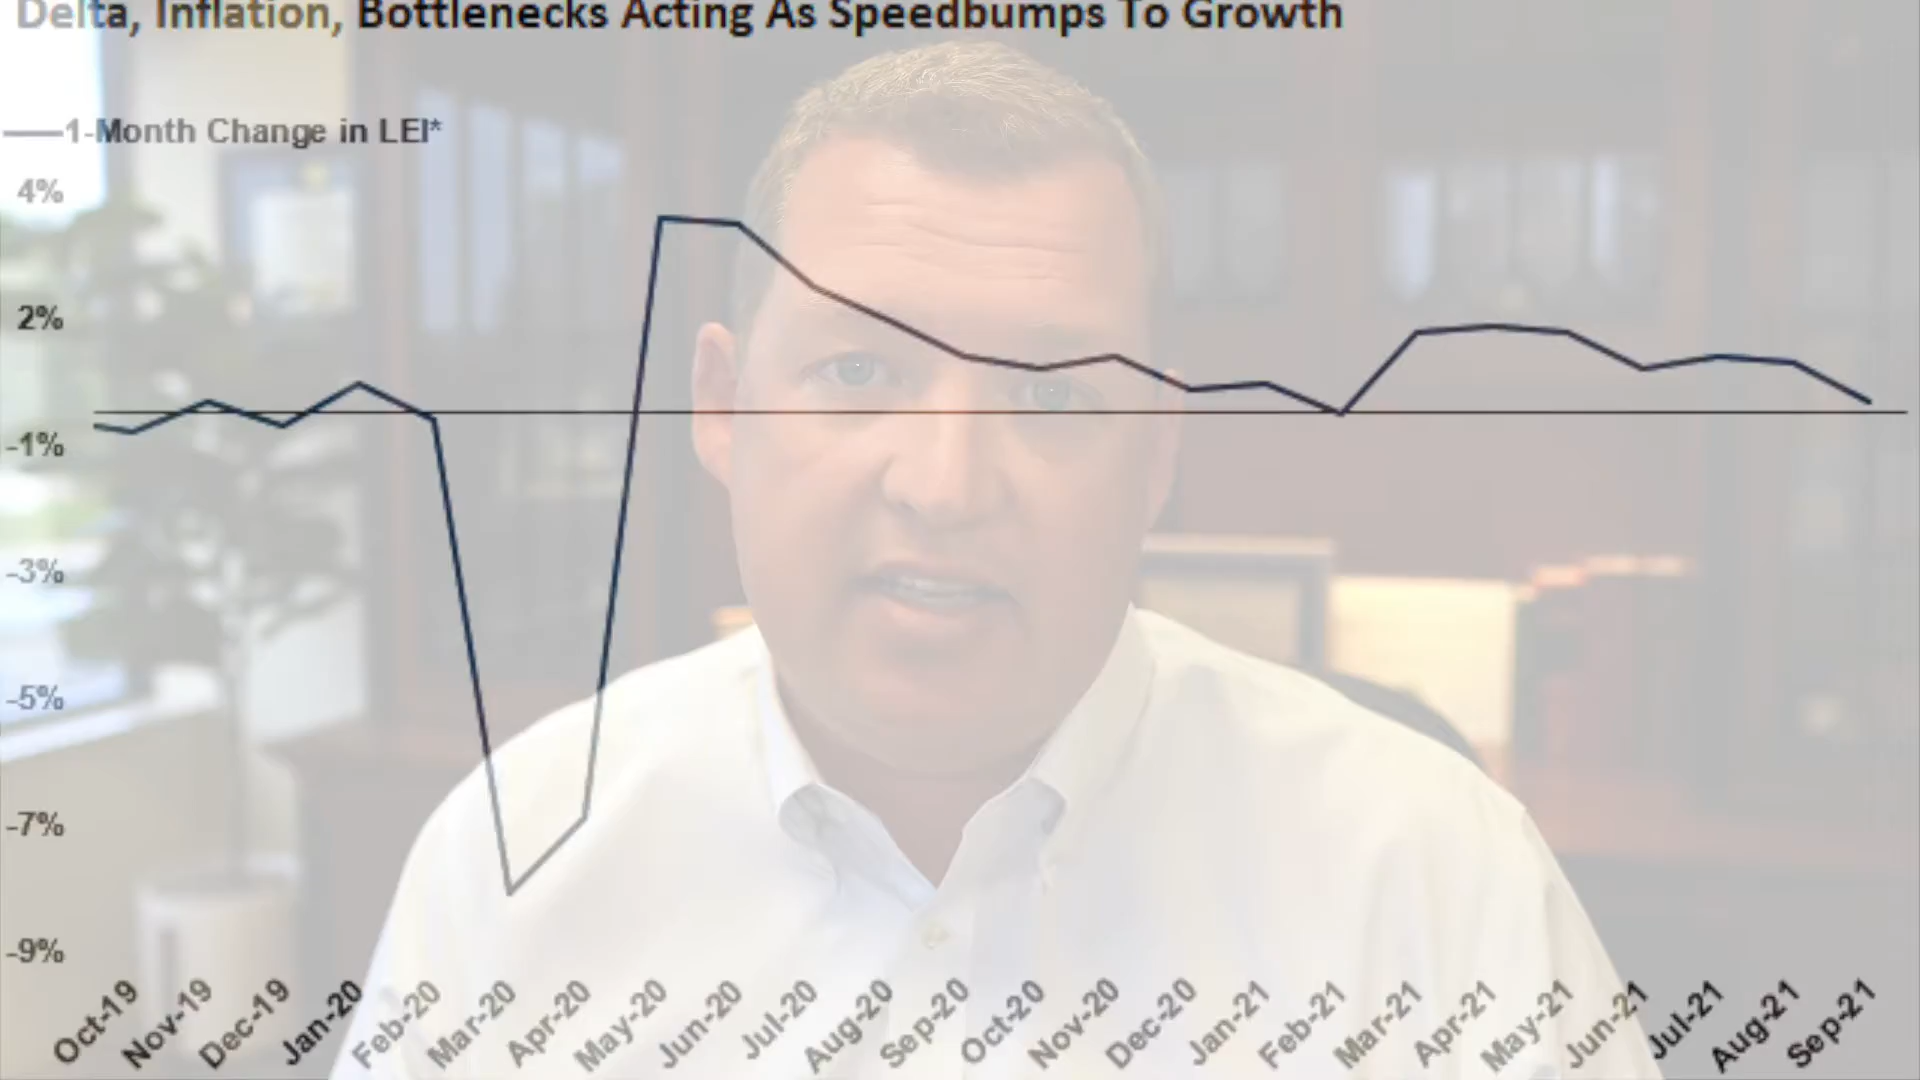 Delta, Inflation, Bottlenecks Acting As Speedbumps To Growth
1-Month Change in LEI*
4%
2%
-1%
-3%
-5%
-7%
-9%
Oct-19
Nov-19
Dec-19
Jan-20
Feb-20
Mar-20
Apr-20
May-20
Jun-20
Jul-20
Aug-20
Sep-20
Oct-20
Nov-20
Dec-20
Jan-21
Feb-21
Mar-21
Apr-21
May-21
Jun-21
Jul-21
Aug-21
Sep-21